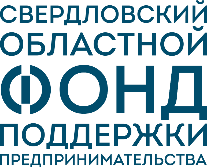 СВЕРДЛОВСКИЙ
ОБЛАСТНОЙ
ФОНД
ПОДДЕРЖКИ
ПРЕДПРИНИМАТЕЛЬСТВА